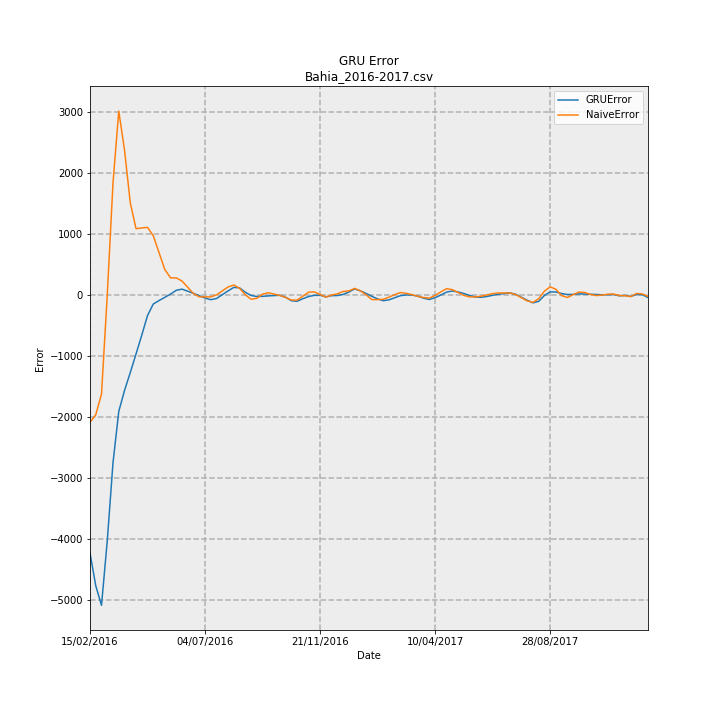 GRU Error
Bahia_2016-2017.csv
GRUError
NaiveError
3000
2000
1000
0
−1000
−2000
−3000
−4000
−5000
Error
15/02/2016
04/07/2016
21/11/2016
10/04/2017
28/08/2017
Date